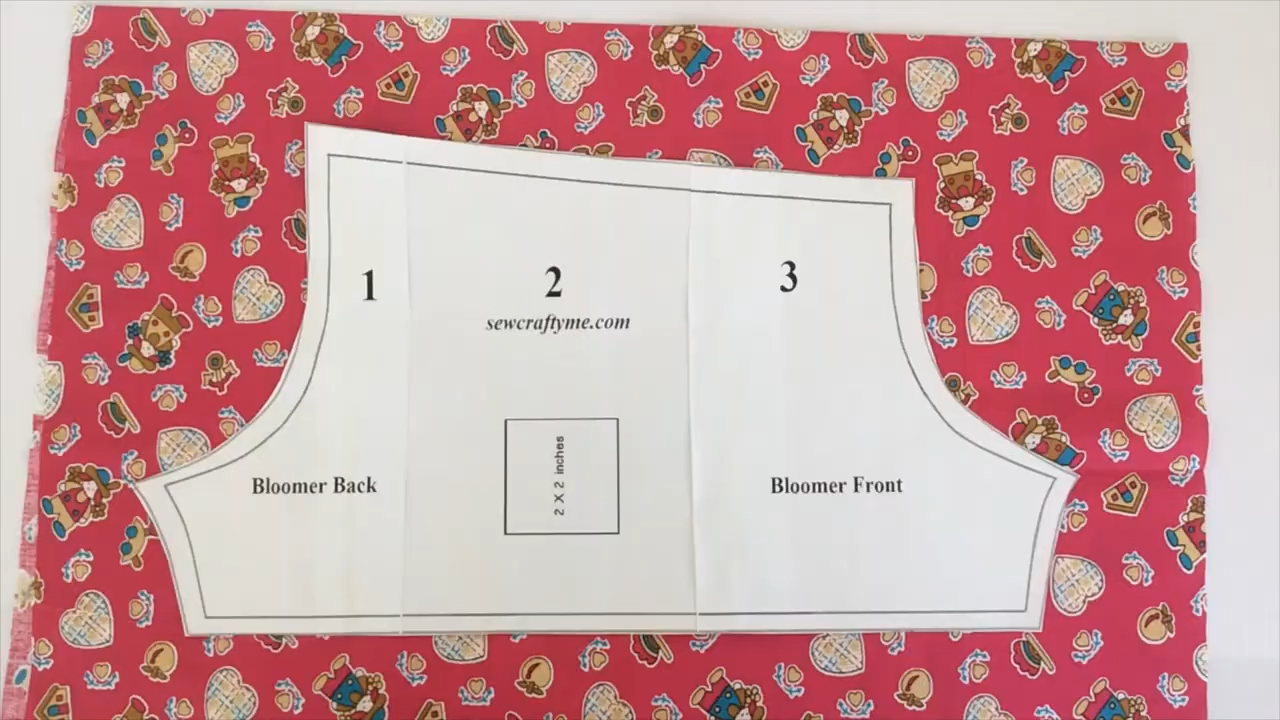 1
2
3
sewcraftyme.com
2 X 2 inches
Bloomer Back
Bloomer Front